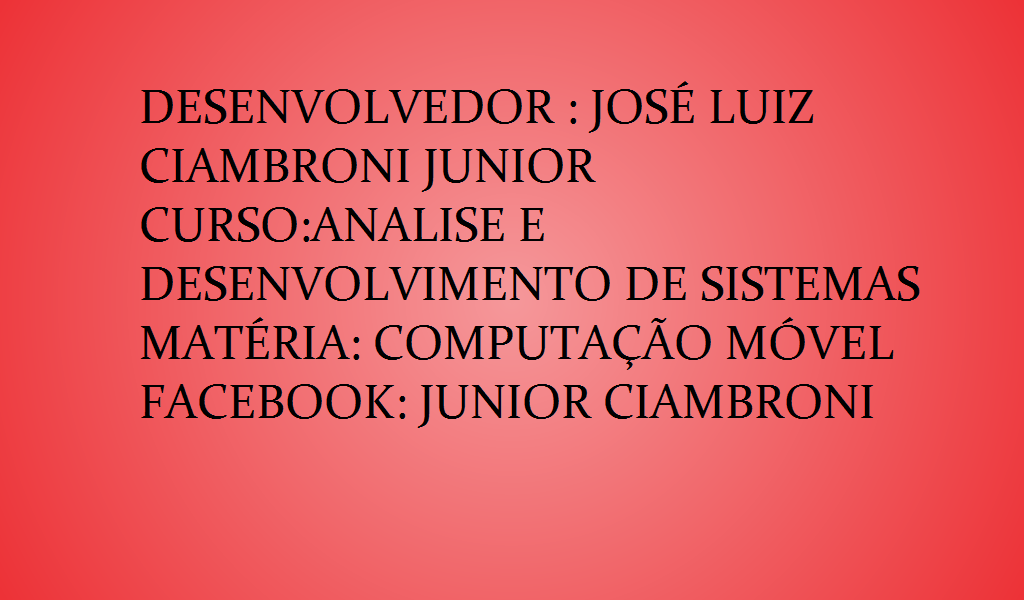 DESENVOLVEDOR : JOSÉ LUIZ
CIAMBRONI JUNIOR
CURSO:ANALISE E
DESENVOLVIMENTO DE SISTEMAS
MATÉRIA: COMPUTAÇÃO MÓVEL
FACEBOOK: JUNIOR CIAMBRONI